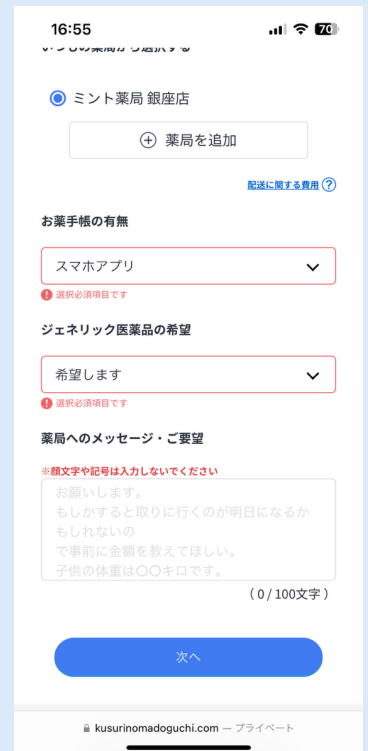 16:55
70
いつもの薬局から選択する
ミント薬局 銀座店
薬局を追加
配送に関する費用 ?
お薬手帳の有無
スマホアプリ
選択必須項目です
ジェネリック医薬品の希望
希望します
選択必須項目です
薬局へのメッセージ・ご要望
※顔文字や記号は入力しないでください
お願いします。
もしかすると取りに行くのが明日になるか
もしれないの
で事前に金額を教えてほしい。
子供の体重は〇〇キロです。
( 0 / 100文字 )
次へ
kusurinomadoguchi.com — プライベート